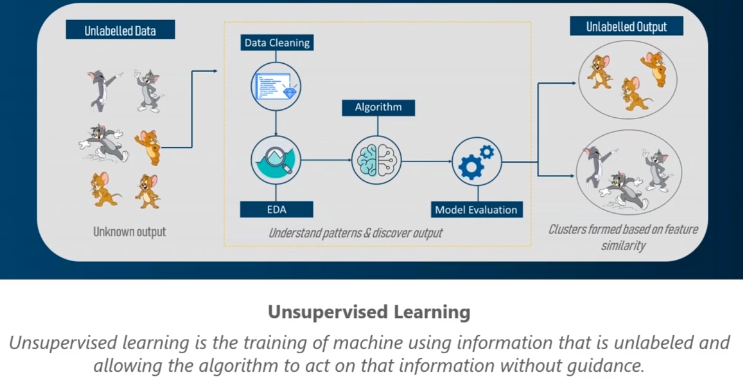 Unlabelled Data
Data Cleaning
Unlabelled Output
Algorithm
EDA
Model Evaluation
Unknown output
Understand patterns & discover output
Clusters formed based on feature
similarity
Unsupervised Learning
Unsupervised learning is the training of machine using information that is unlabeled and
allowing the algorithm to act on that information without guidance.